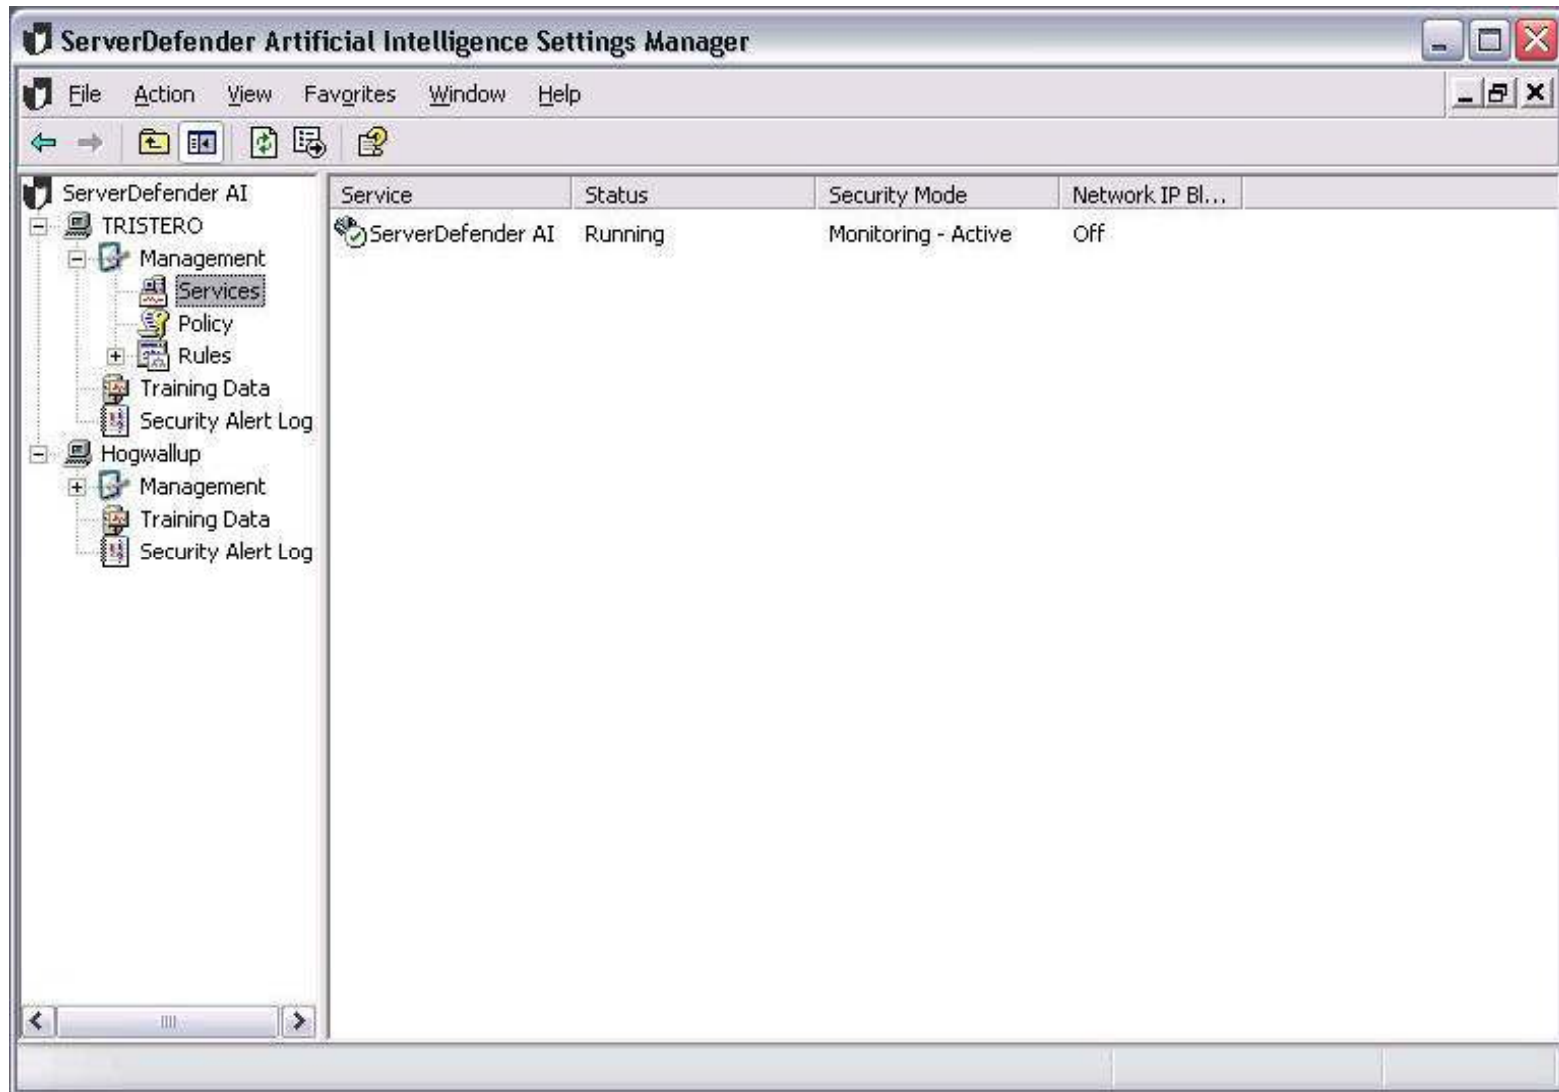 ServerDefender Artificial Intelligence Settings Manager
File Action View Favorites Window Help
ServerDefender AI
TRISTERO
Management
Services
Policy
Rules
Training Data
Security Alert Log
Hogwallup
Management
Training Data
Security Alert Log
Service Status Security Mode Network IP Bl...
ServerDefender AI Running Monitoring - Active Off